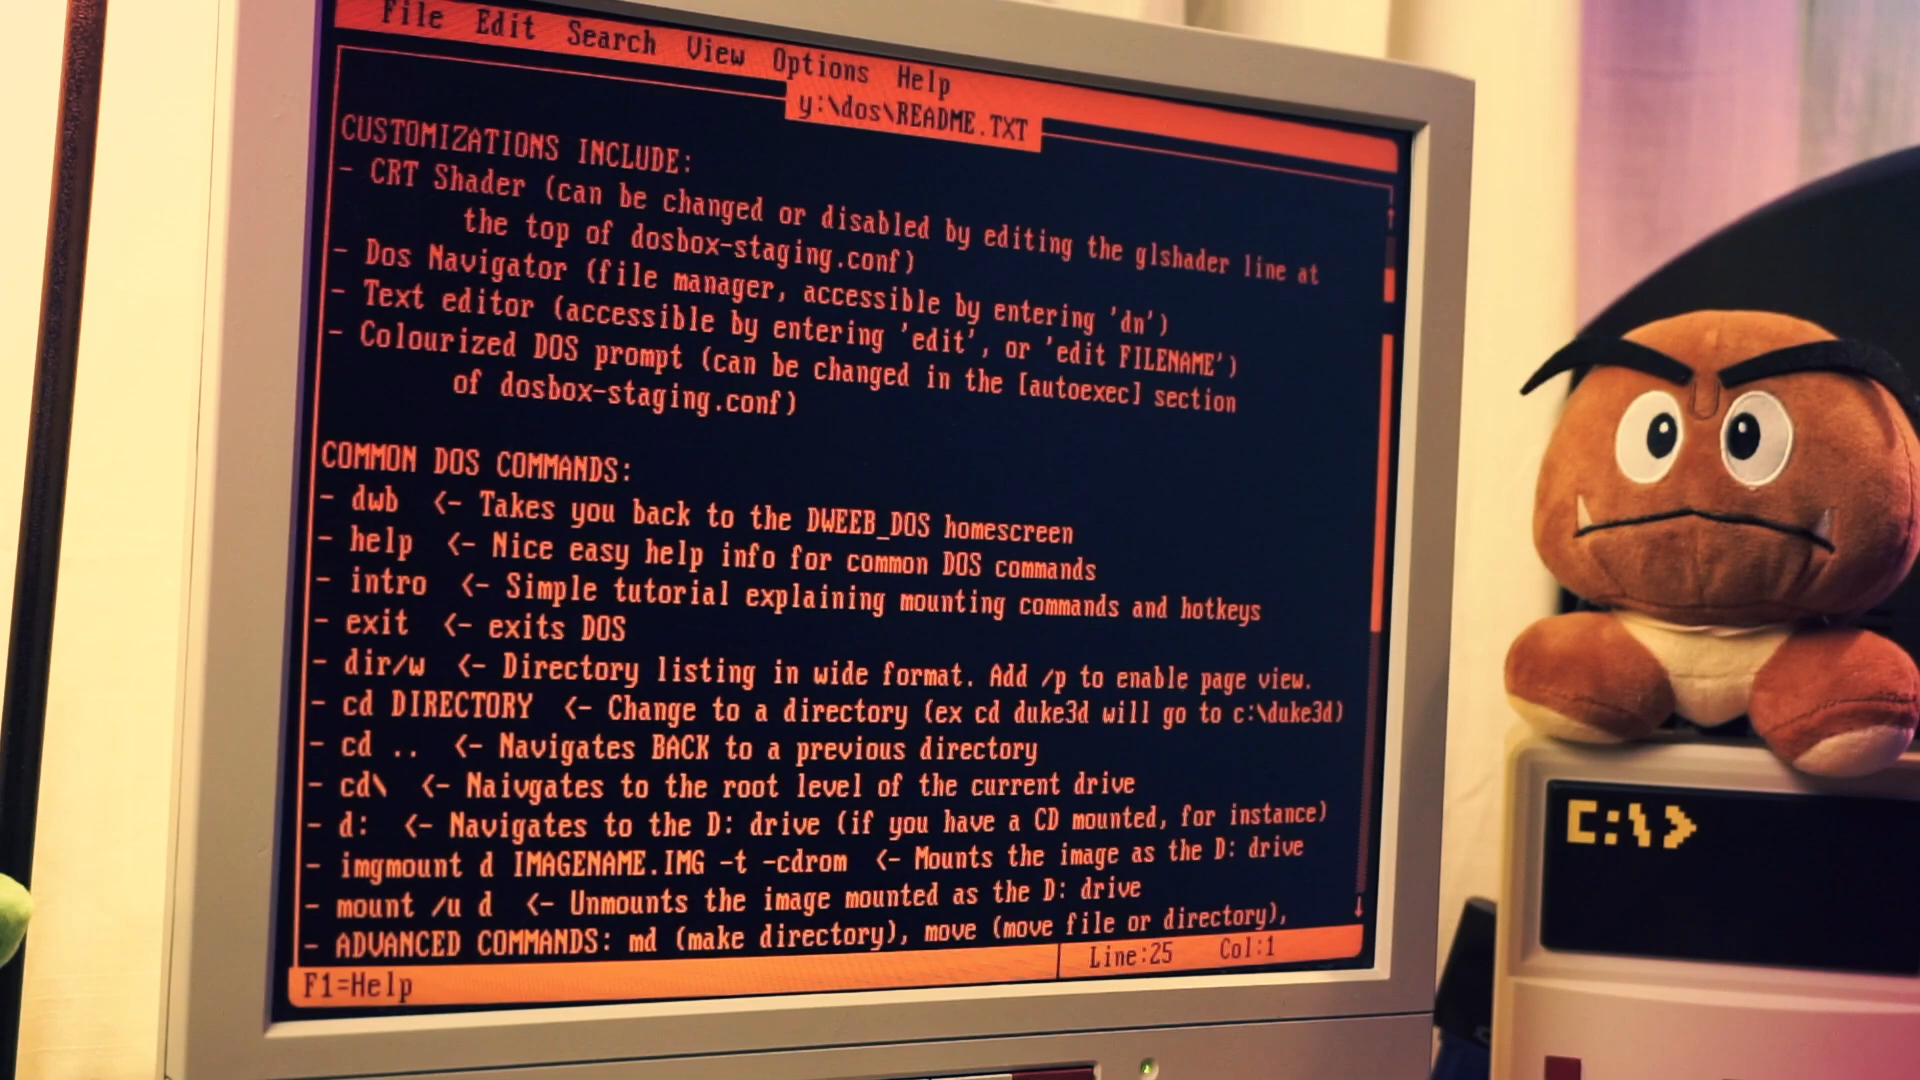 File Edit Search View Options Help
y:\dos\README.TXT
CUSTOMIZATIONS INCLUDE:
- CRT Shader (can be changed or disabled by editing the glshader line at
the top of dosbox-staging.conf)
- Dos Navigator (file manager, accessible by entering 'dn')
- Text editor (accessible by entering 'edit', or 'edit FILENAME')
- Colourized DOS prompt (can be changed in the [autoexec] section
of dosbox-staging.conf)
COMMON DOS COMMANDS:
- dwb <- Takes you back to the DWEEB_DOS homescreen
- help <- Nice easy help info for common DOS commands
- intro <- Simple tutorial explaining mounting commands and hotkeys
- exit <- exits DOS
- dir/w <- Directory listing in wide format. Add /p to enable page view.
- cd DIRECTORY <- Change to a directory (ex cd duke3d will go to c:\duke3d)
- cd .. <- Navigates BACK to a previous directory
- cd\ <- Naivgates to the root level of the current drive
- d: <- Navigates to the D: drive (if you have a CD mounted, for instance)
- imgmount d IMAGENAME.IMG -t -cdrom <- Mounts the image as the D: drive
- mount /u d <- Unmounts the image mounted as the D: drive
- ADVANCED COMMANDS: md (make directory), move (move file or directory),
F1=Help Line:25 Col:1
C:\>